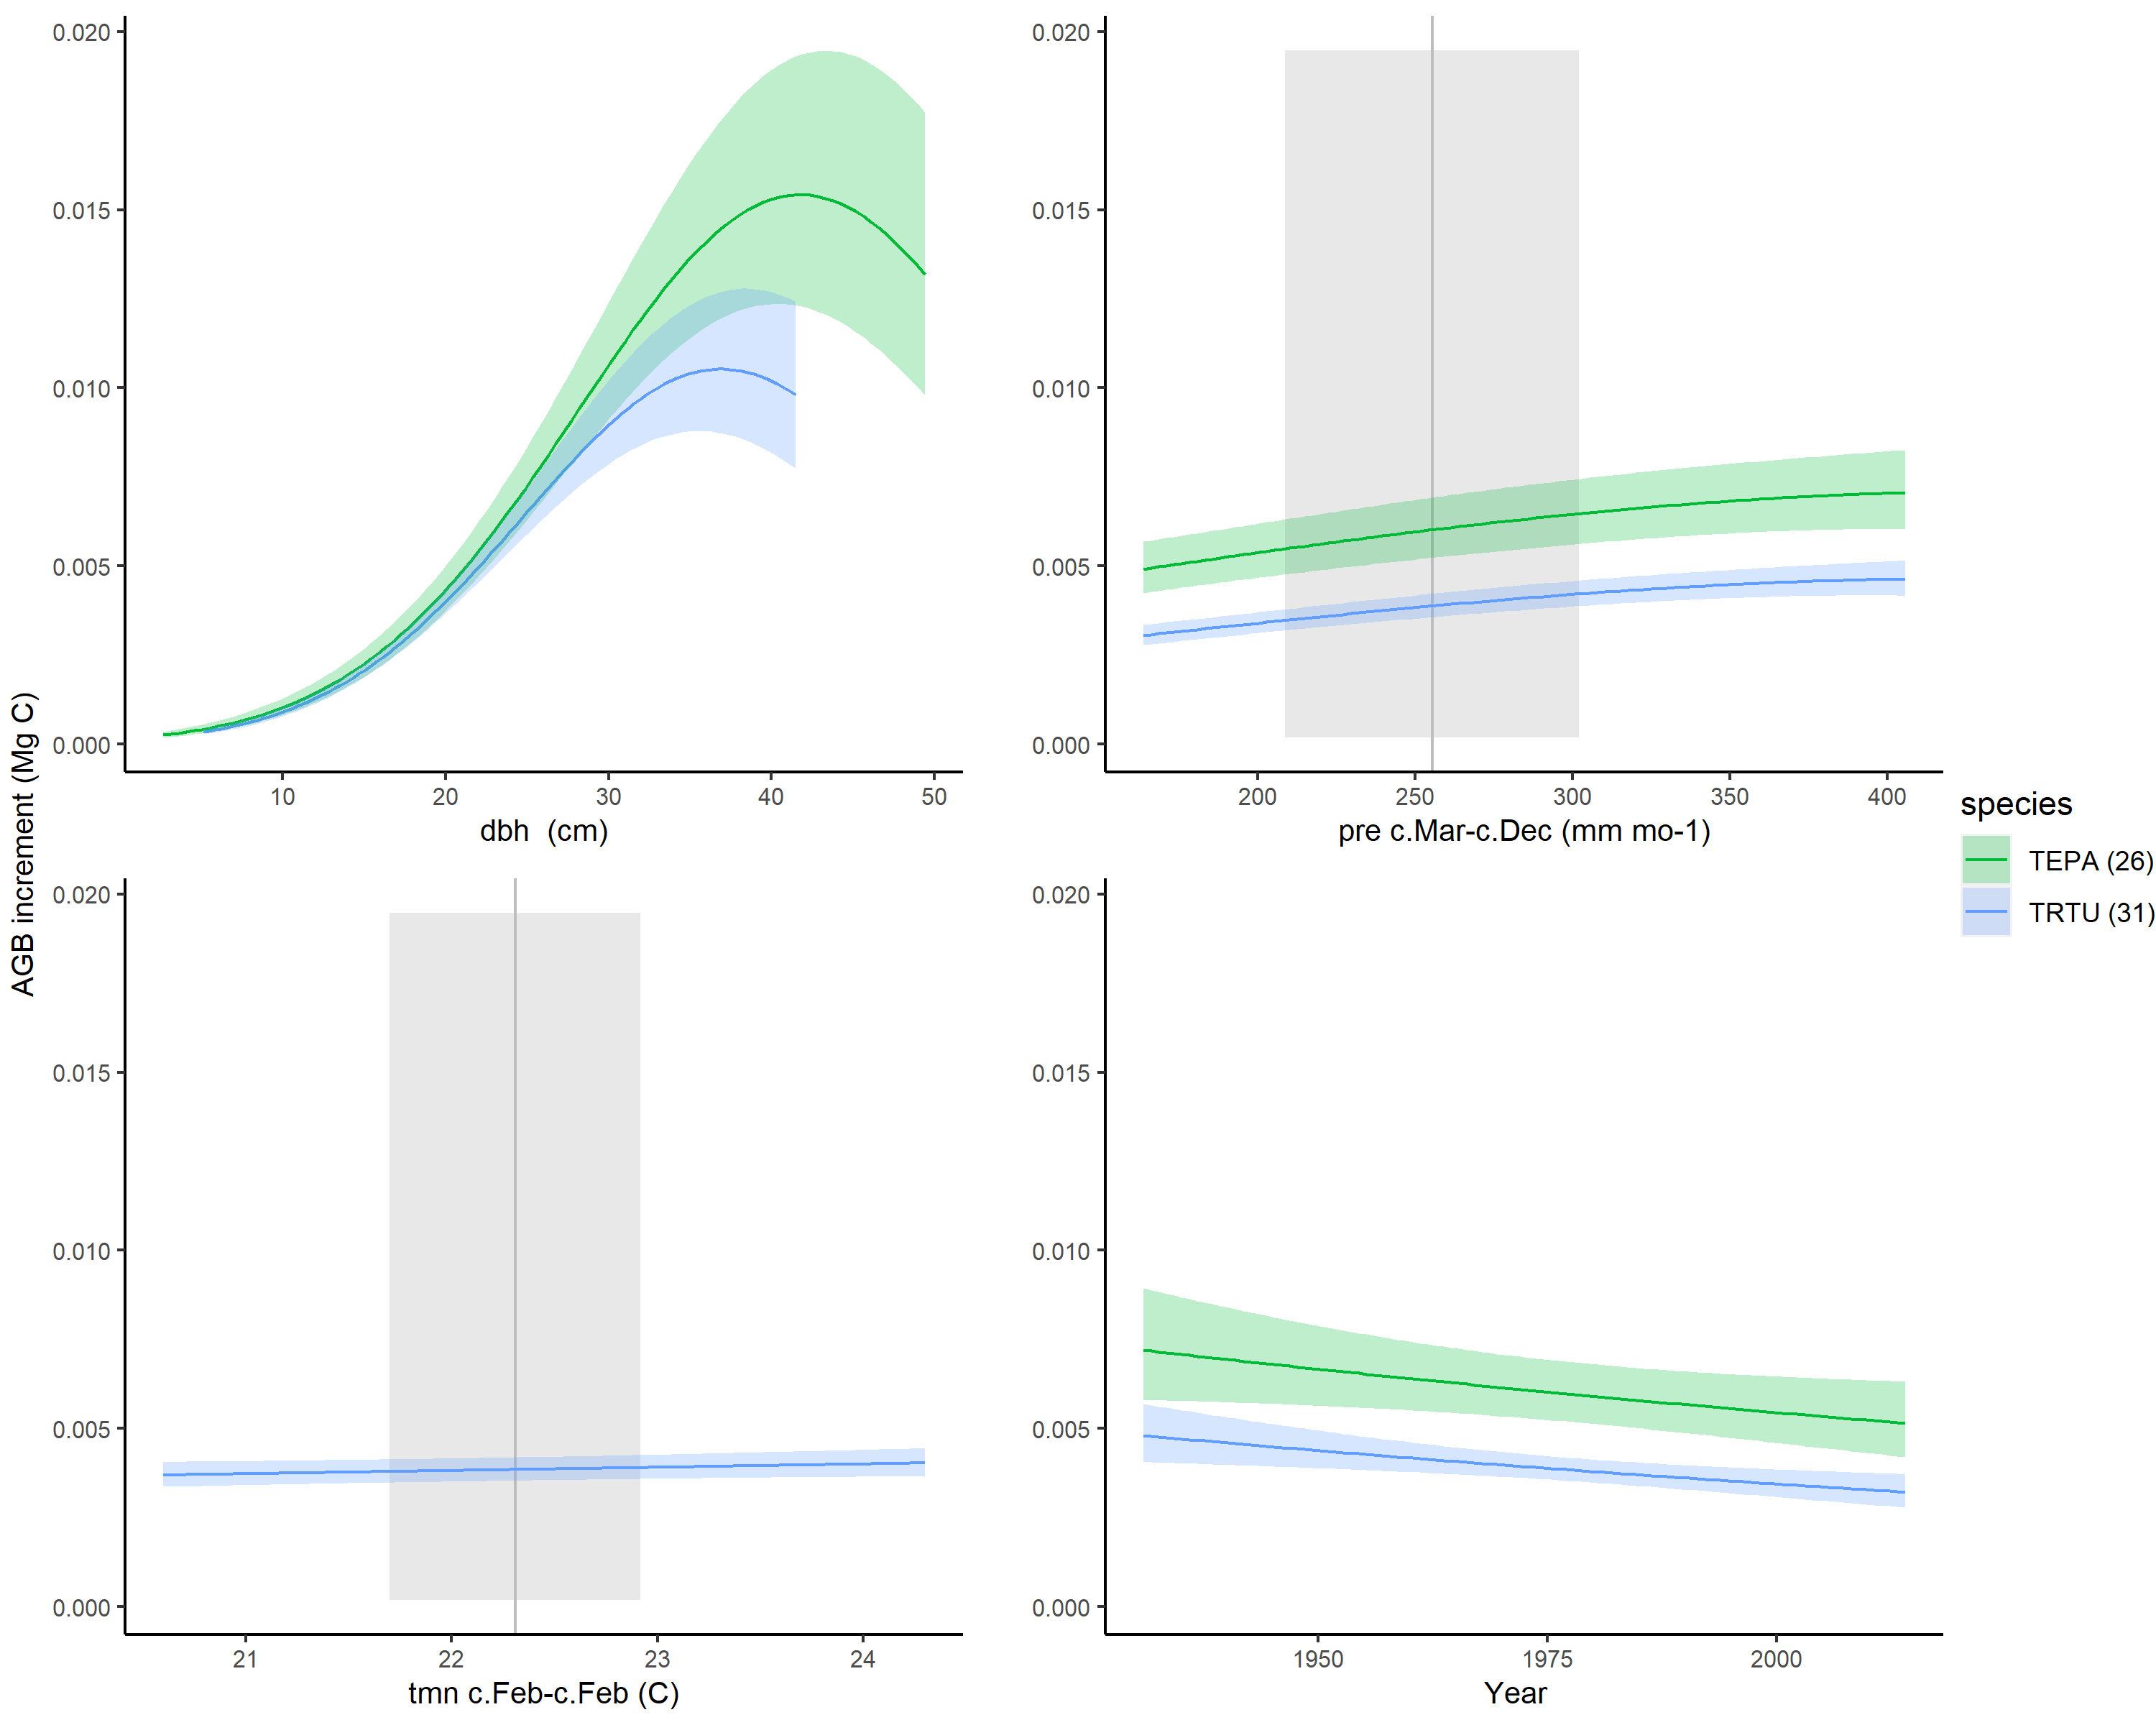 0.020
0.015
0.010
0.005
0.000
10 20 30 40 50
dbh  (cm)
0.020
0.015
0.010
0.005
0.000
200 250 300 350 400
pre c.Mar-c.Dec (mm mo-1)
AGB increment (Mg C)
0.020
0.015
0.010
0.005
0.000
21 22 23 24
tmn c.Feb-c.Feb (C)
0.020
0.015
0.010
0.005
0.000
1950 1975 2000
Year
species
TEPA (26)
TRTU (31)